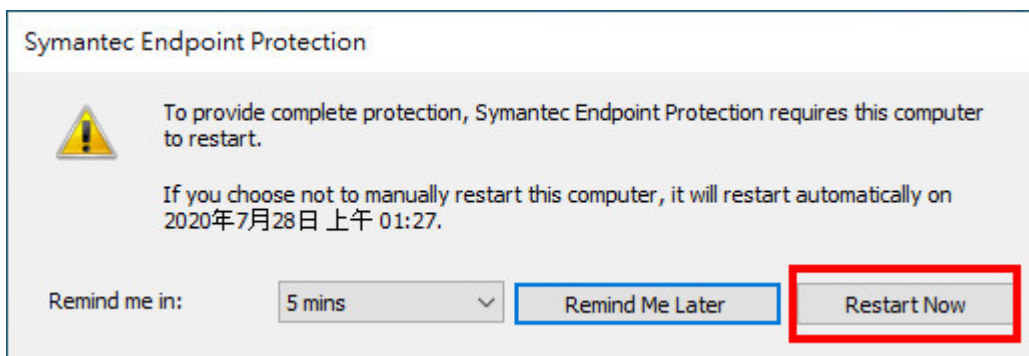 Symantec Endpoint Protection
To provide complete protection, Symantec Endpoint Protection requires this computer
to restart.
If you choose not to manually restart this computer, it will restart automatically on
2020年7月28日 上午 01:27.
Remind me in: 5 mins Remind Me Later Restart Now